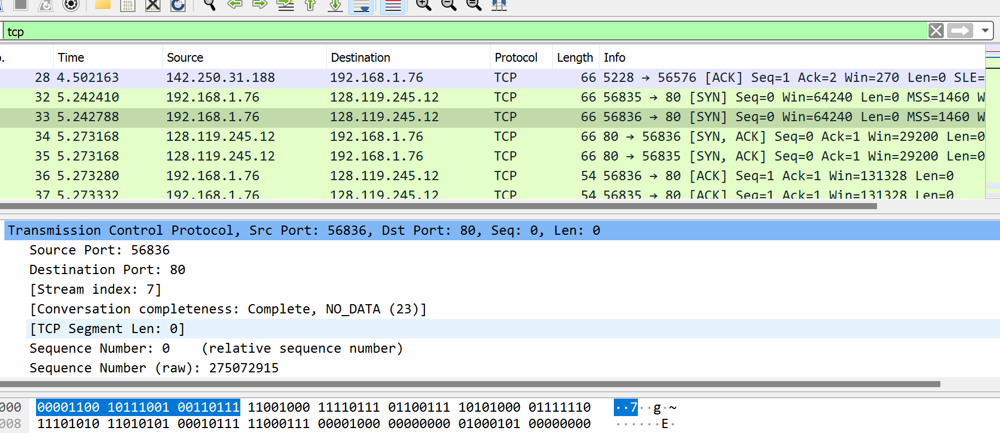 tcp
. Time Source Destination Protocol Length Info
28 4.502163 142.250.31.188 192.168.1.76 TCP 66 5228 → 56576 [ACK] Seq=1 Ack=2 Win=270 Len=0 SLE=
32 5.242410 192.168.1.76 128.119.245.12 TCP 66 56835 → 80 [SYN] Seq=0 Win=64240 Len=0 MSS=1460 W
33 5.242788 192.168.1.76 128.119.245.12 TCP 66 56836 → 80 [SYN] Seq=0 Win=64240 Len=0 MSS=1460 W
34 5.273168 128.119.245.12 192.168.1.76 TCP 66 80 → 56836 [SYN, ACK] Seq=0 Ack=1 Win=29200 Len=0
35 5.273168 128.119.245.12 192.168.1.76 TCP 66 80 → 56835 [SYN, ACK] Seq=0 Ack=1 Win=29200 Len=0
36 5.273280 192.168.1.76 128.119.245.12 TCP 54 56836 → 80 [ACK] Seq=1 Ack=1 Win=131328 Len=0
37 5.273332 192.168.1.76 128.119.245.12 TCP 54 56835 → 80 [ACK] Seq=1 Ack=1 Win=131328 Len=0
Transmission Control Protocol, Src Port: 56836, Dst Port: 80, Seq: 0, Len: 0
Source Port: 56836
Destination Port: 80
[Stream index: 7]
[Conversation completeness: Complete, NO_DATA (23)]
[TCP Segment Len: 0]
Sequence Number: 0 (relative sequence number)
Sequence Number (raw): 275072915
000 00001100 10111001 00110111 11001000 11110111 01100111 10101000 01111110 ··7··g·~
008 11101010 11010101 00010111 11000111 00001000 00000000 01000101 00000000 ······E·